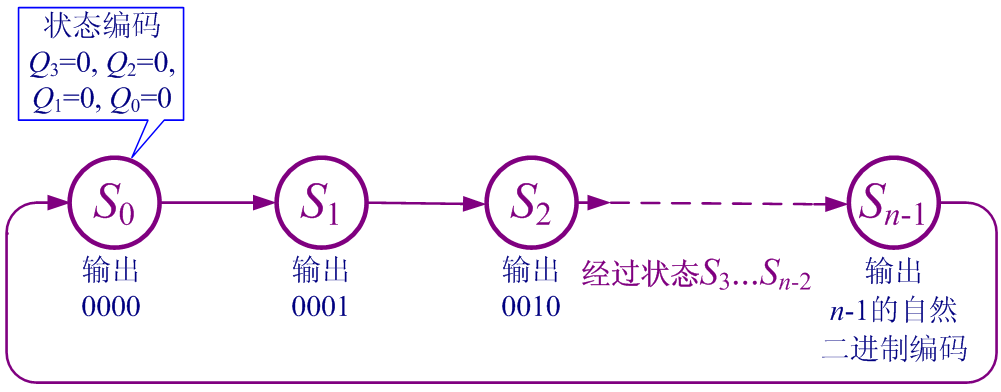 状态编码
Q3=0, Q2=0,
Q1=0, Q0=0
S0
S1
S2
Sn-1
输出
0000
输出
0001
输出
0010
经过状态S3...Sn-2
输出
n-1的自然
二进制编码